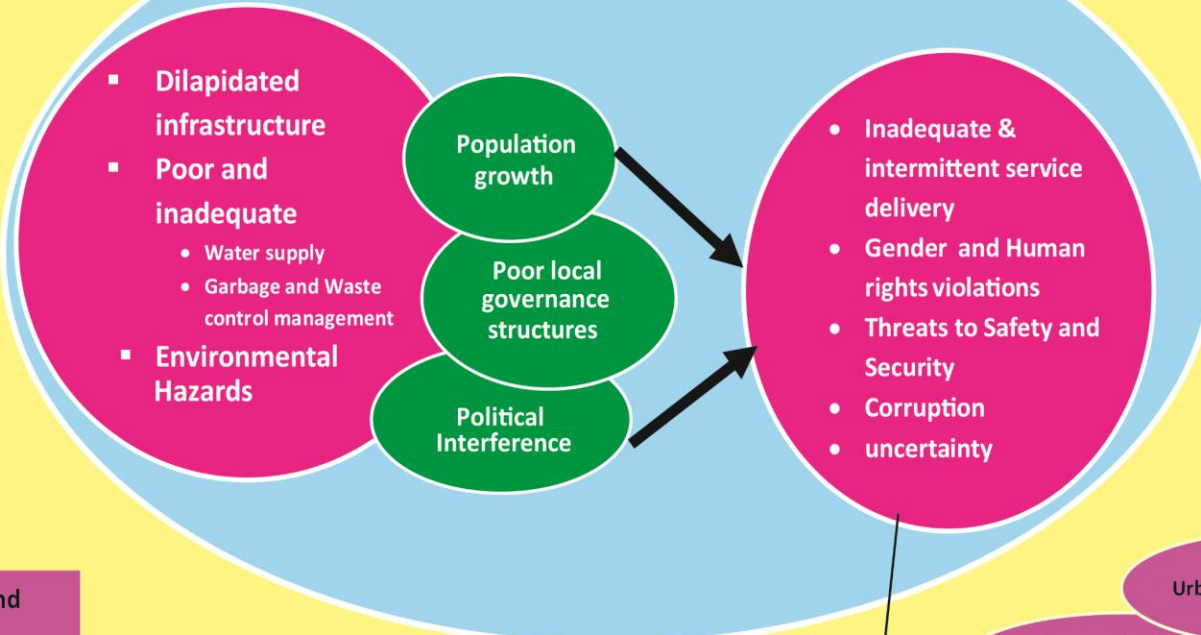 ▪ Dilapidated
infrastructure
▪ Poor and
inadequate
• Water supply
• Garbage and Waste
control management
▪ Environmental
Hazards
Population
growth
Poor local
governance
structures
Political
Interference
• Inadequate &
intermittent service
delivery
• Gender and Human
rights violations
• Threats to Safety and
Security
• Corruption
• uncertainty